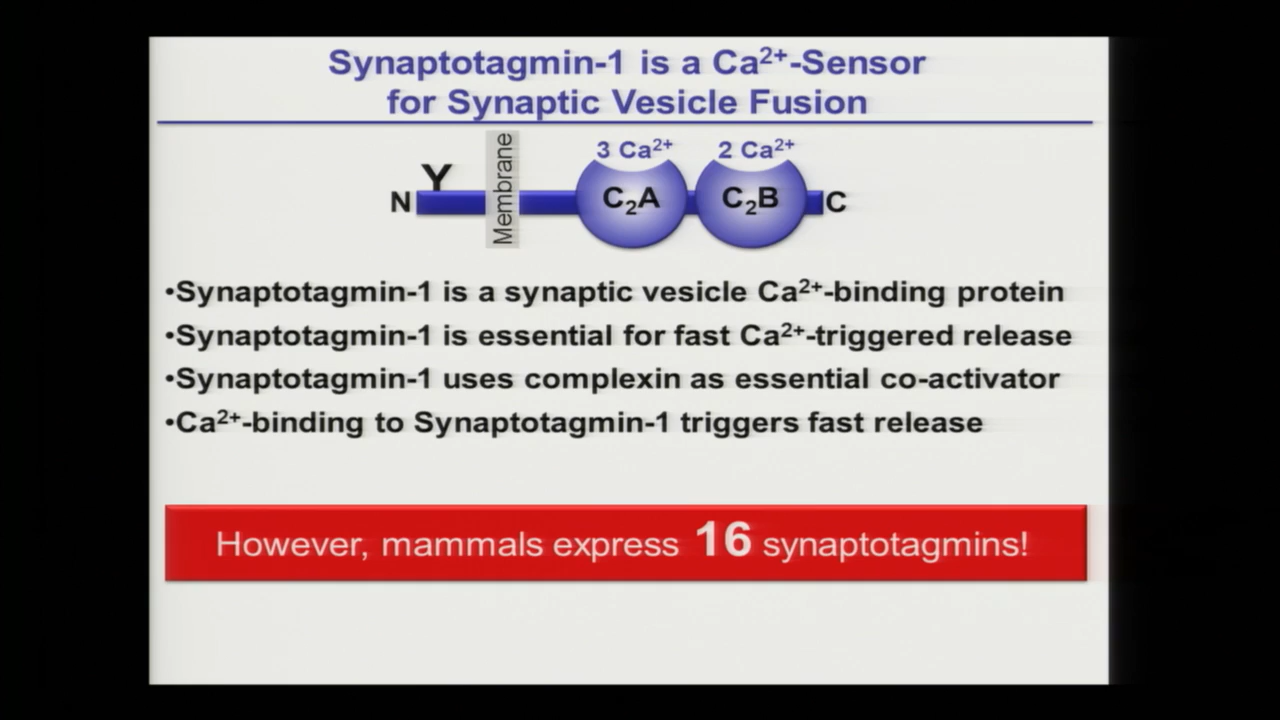 Synaptotagmin-1 is a Ca²⁺-Sensor
for Synaptic Vesicle Fusion
3 Ca²⁺ 2 Ca²⁺
Y
N Membrane C₂A C₂B C
•Synaptotagmin-1 is a synaptic vesicle Ca²⁺-binding protein
•Synaptotagmin-1 is essential for fast Ca²⁺-triggered release
•Synaptotagmin-1 uses complexin as essential co-activator
•Ca²⁺-binding to Synaptotagmin-1 triggers fast release
However, mammals express 16 synaptotagmins!